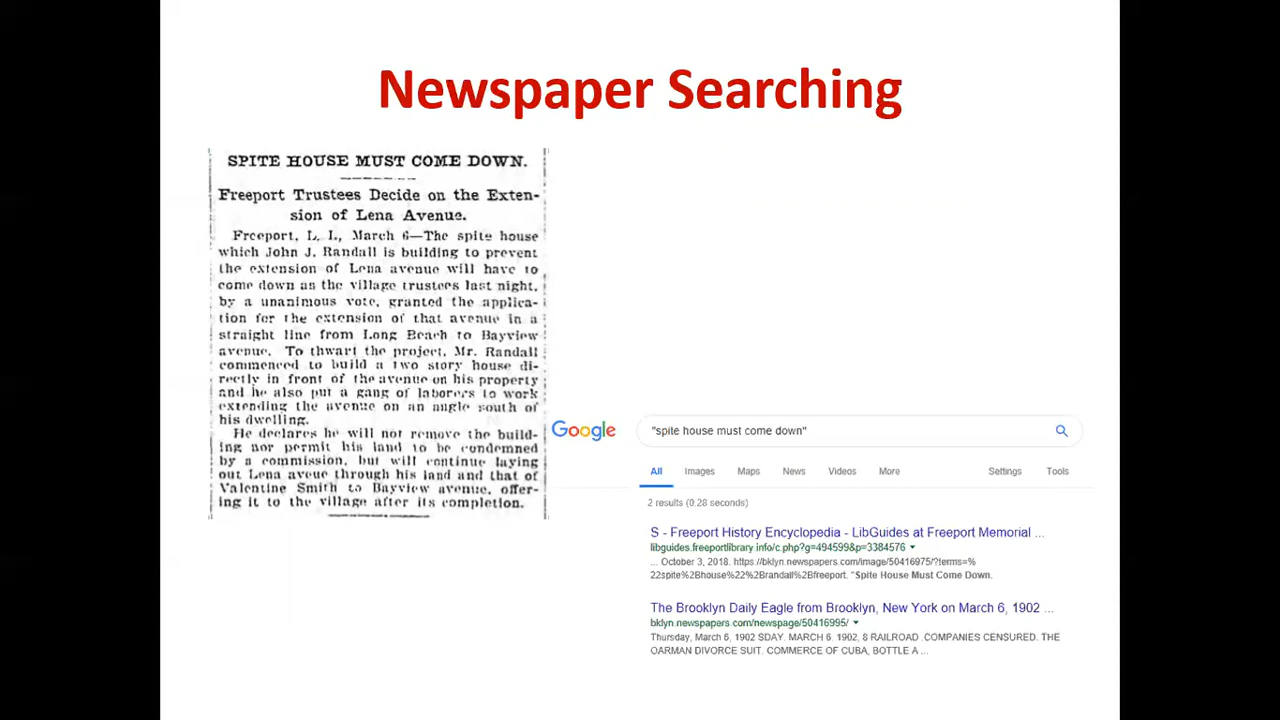 Newspaper Searching
SPITE HOUSE MUST COME DOWN.
Freeport Trustees Decide on the Exten-
sion of Lena Avenue.
Freeport, L. I., March 6—The spite house
which John J. Randall is building to prevent
the extension of Lena avenue will have to
come down as the village trustees last night,
by a unanimous vote, granted the applica-
tion for the extension of that avenue in a
straight line from Long Beach to Bayview
avenue. To thwart the project, Mr. Randall
commenced to build a two story house di-
rectly in front of the avenue on his property
and he also put a gang of laborers to work
extending the avenue on an angle south of
his dwelling.
He declares he will not remove the build-
ing nor permit his land to be condemned
by a commission, but will continue laying
out Lena aveue through his land and that of
Valentine Smith to Bayview avenue, offer-
ing it to the village after its completion.
Google
"spite house must come down"
All Images Maps News Videos More Settings Tools
2 results (0.28 seconds)
S - Freeport History Encyclopedia - LibGuides at Freeport Memorial ...
libguides.freeportlibrary.info/c.php?g=494599&p=3384576
... October 3, 2018. https://bklyn.newspapers.com/image/50416975/?terms=%
22spite%2Bhouse%22%2Brandall%2Bfreeport. "Spite House Must Come Down.
The Brooklyn Daily Eagle from Brooklyn, New York on March 6, 1902 ...
bklyn.newspapers.com/newspage/50416995/
Thursday, March 6, 1902 SDAY. MARCH 6. 1902, 8 RAILROAD .COMPANIES CENSURED. THE
OARMAN DIVORCE SUIT. COMMERCE OF CUBA, BOTTLE A ...